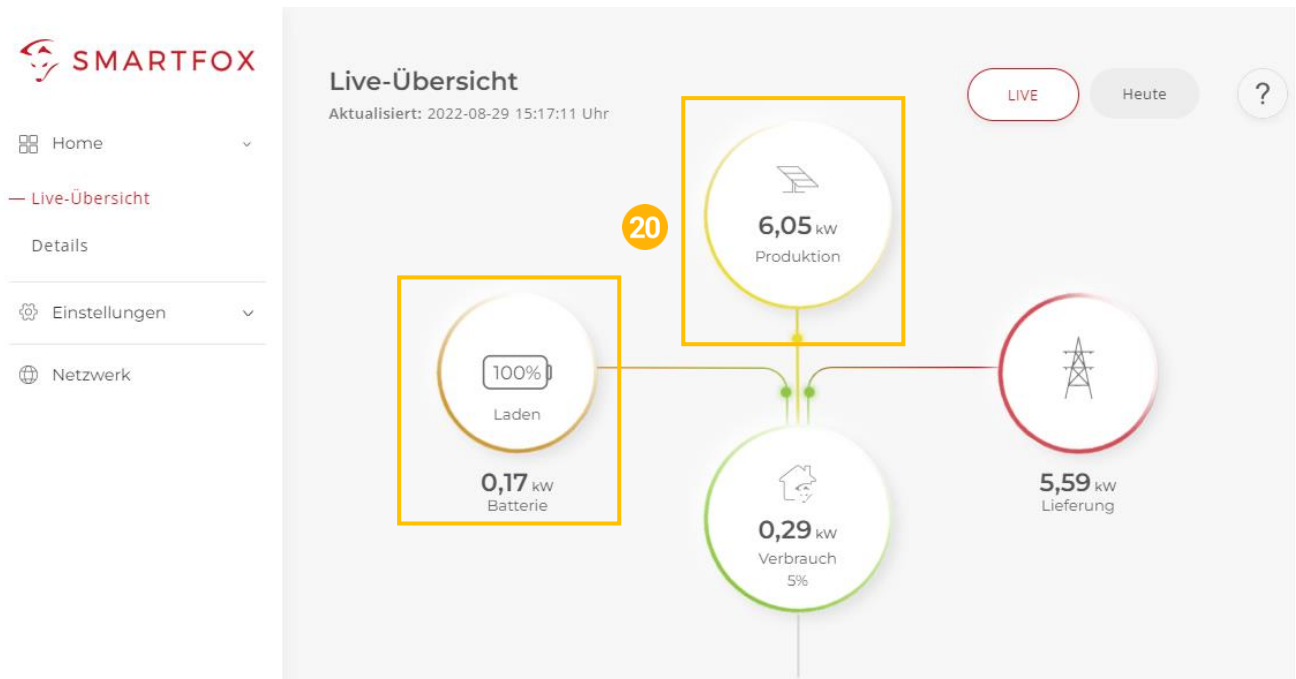 SMARTFOX
Home
Live-Übersicht
Details
Einstellungen
Netzwerk
Live-Übersicht
Aktualisiert: 2022-08-29 15:17:11 Uhr
LIVE
Heute
?
20
6,05 kW
Produktion
100%
Laden
0,17 kW
Batterie
5,59 kW
Lieferung
0,29 kW
Verbrauch
5%